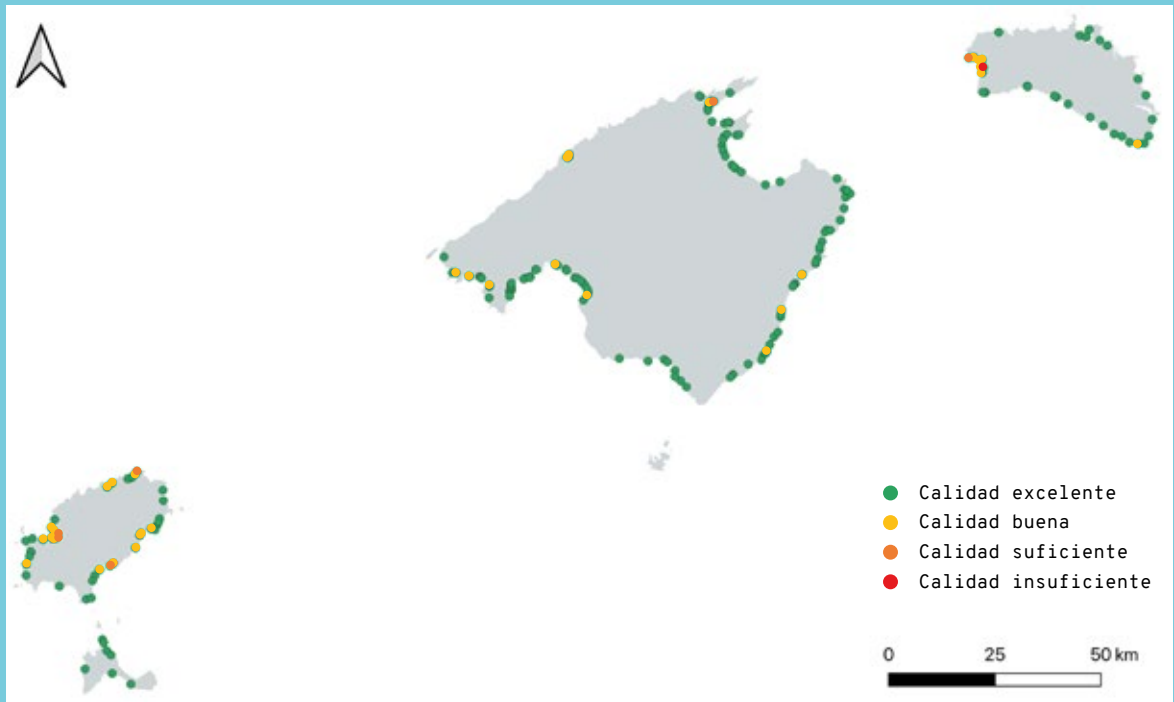 Calidad excelente
Calidad buena
Calidad suficiente
Calidad insuficiente
0 25 50 km